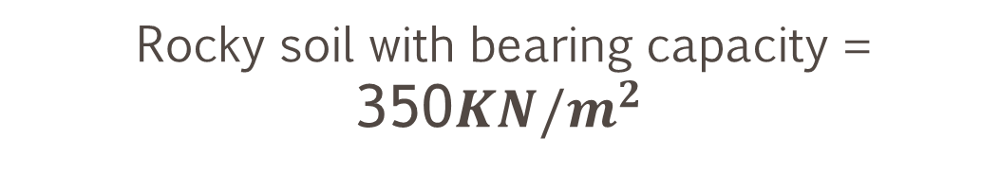 Rocky soil with bearing capacity =
350KN/m²